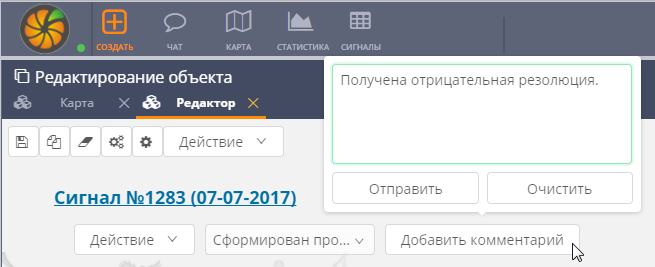 СОЗДАТЬ ЧАТ КАРТА СТАТИСТИКА СИГНАЛЫ
Редактирование объекта
Карта Редактор
Получена отрицательная резолюция.
Действие
Отправить Очистить
Сигнал №1283 (07-07-2017)
Действие Сформирован про... Добавить комментарий